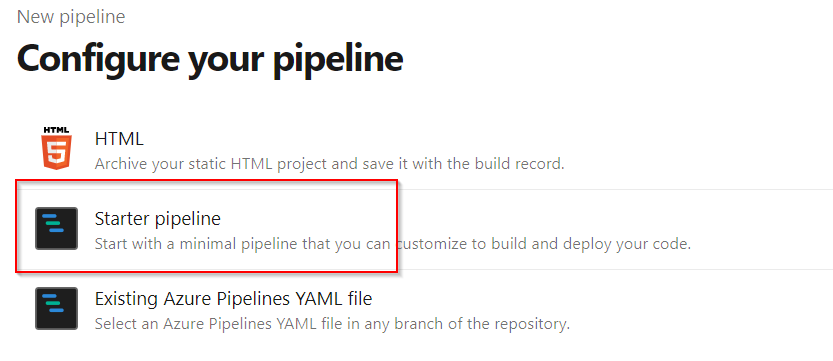 New pipeline
Configure your pipeline
HTML
5
HTML
Archive your static HTML project and save it with the build record.
Starter pipeline
Start with a minimal pipeline that you can customize to build and deploy your code.
Existing Azure Pipelines YAML file
Select an Azure Pipelines YAML file in any branch of the repository.